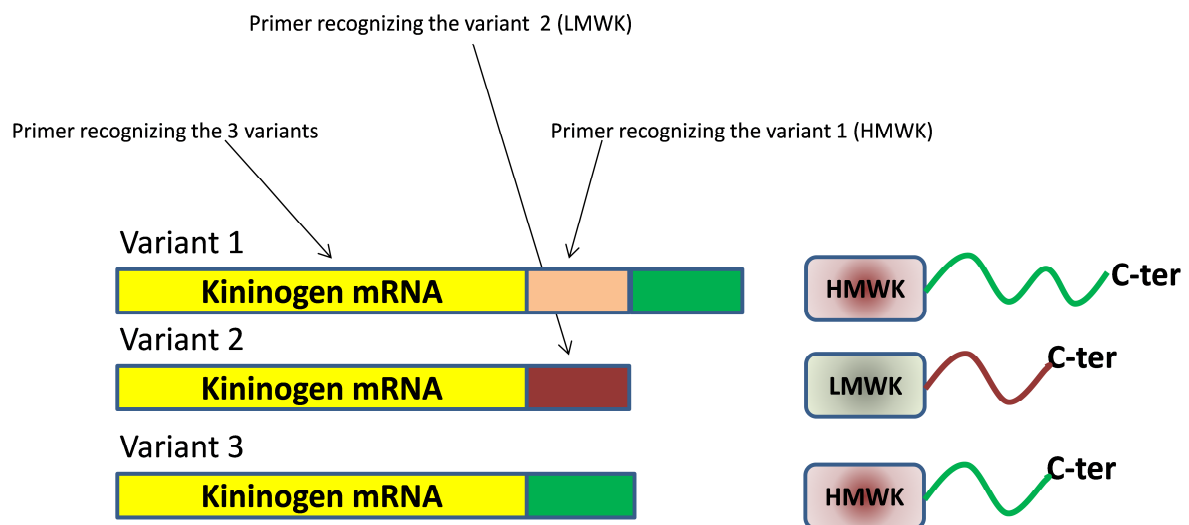 Primer recognizing the variant 2 (LMWK)
Primer recognizing the 3 variants
Primer recognizing the variant 1 (HMWK)
Variant 1
Kininogen mRNA
HMWK
C-ter
Variant 2
Kininogen mRNA
LMWK
C-ter
Variant 3
Kininogen mRNA
HMWK
C-ter